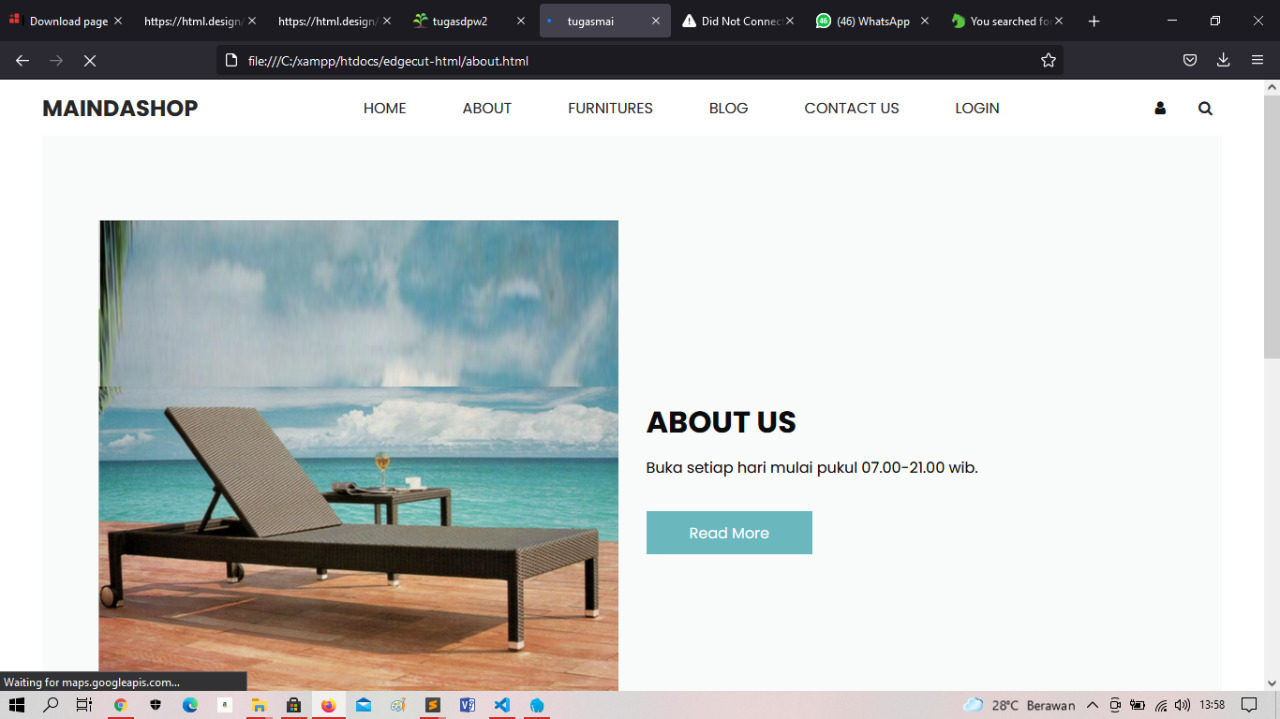 Download page
https://html.design/
https://html.design/
tugasdpw2
tugasmai
Did Not Connec
(46) WhatsApp
You searched fo
file:///C:/xampp/htdocs/edgecut-html/about.html
MAINDASHOP
HOME
ABOUT
FURNITURES
BLOG
CONTACT US
LOGIN
ABOUT US
Buka setiap hari mulai pukul 07.00-21.00 wib.
Read More
Waiting for maps.googleapis.com...
28°C Berawan
13:58